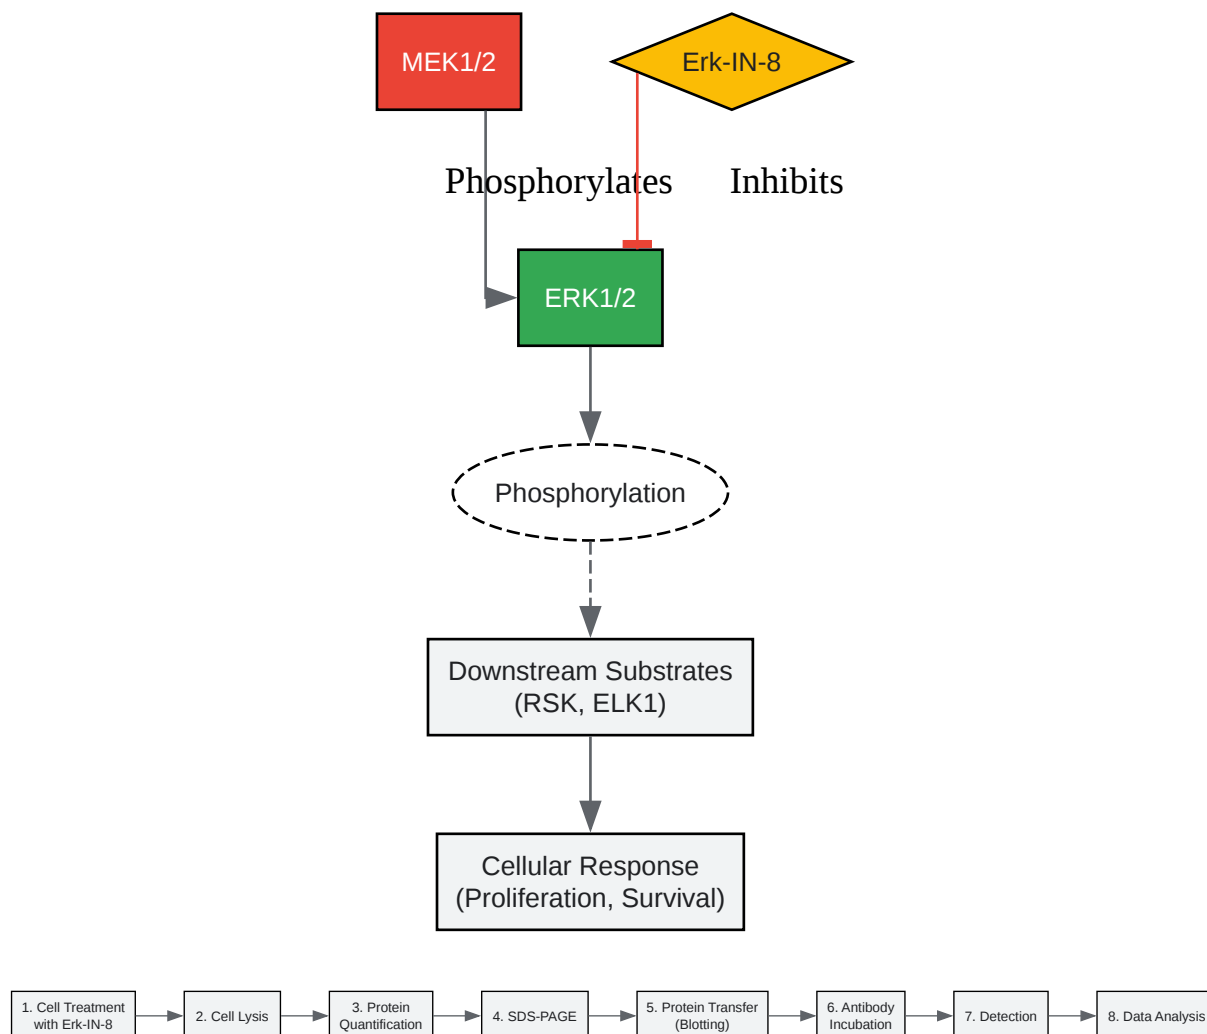 MEK1/2
Erk-IN-8
Phosphorylates
Inhibits
ERK1/2
Phosphorylation
Downstream Substrates
(RSK, ELK1)
Cellular Response
(Proliferation, Survival)
1. Cell Treatment
with Erk-IN-8
2. Cell Lysis
3. Protein
Quantification
4. SDS-PAGE
5. Protein Transfer
(Blotting)
6. Antibody
Incubation
7. Detection
8. Data Analysis